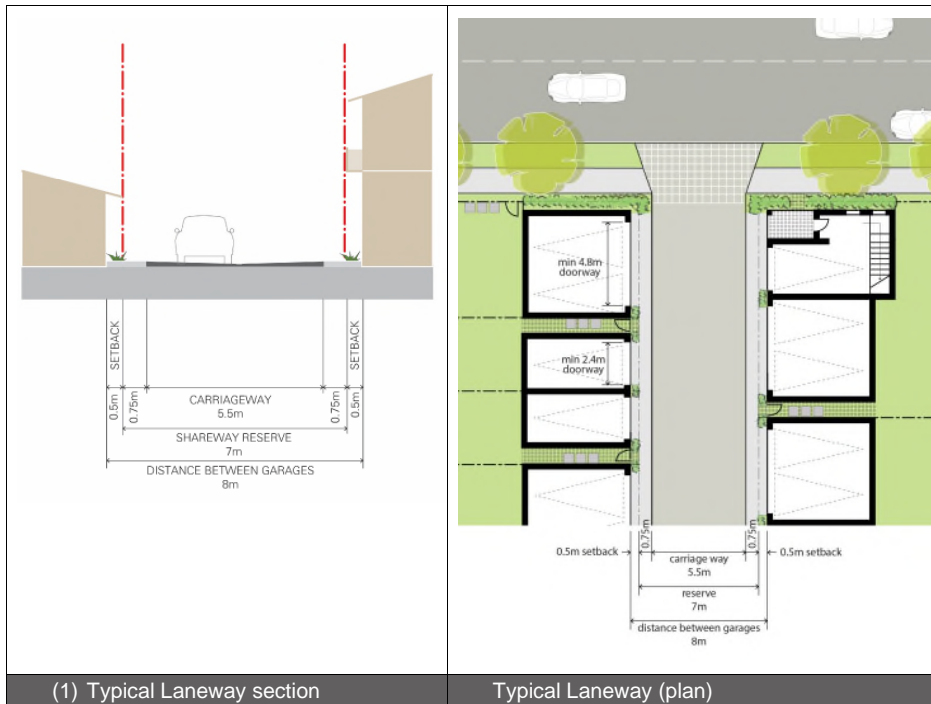 SETBACK
SETBACK
0.5m
0.75m
CARRIAGEWAY
5.5m
0.75m
0.5m
SHAREWAY RESERVE
7m
DISTANCE BETWEEN GARAGES
8m
(1) Typical Laneway section
min 4.8m
doorway
min 2.4m
doorway
0.75m
0.75m
0.5m setback
carriage way
5.5m
0.5m setback
reserve
7m
distance between garages
8m
Typical Laneway (plan)